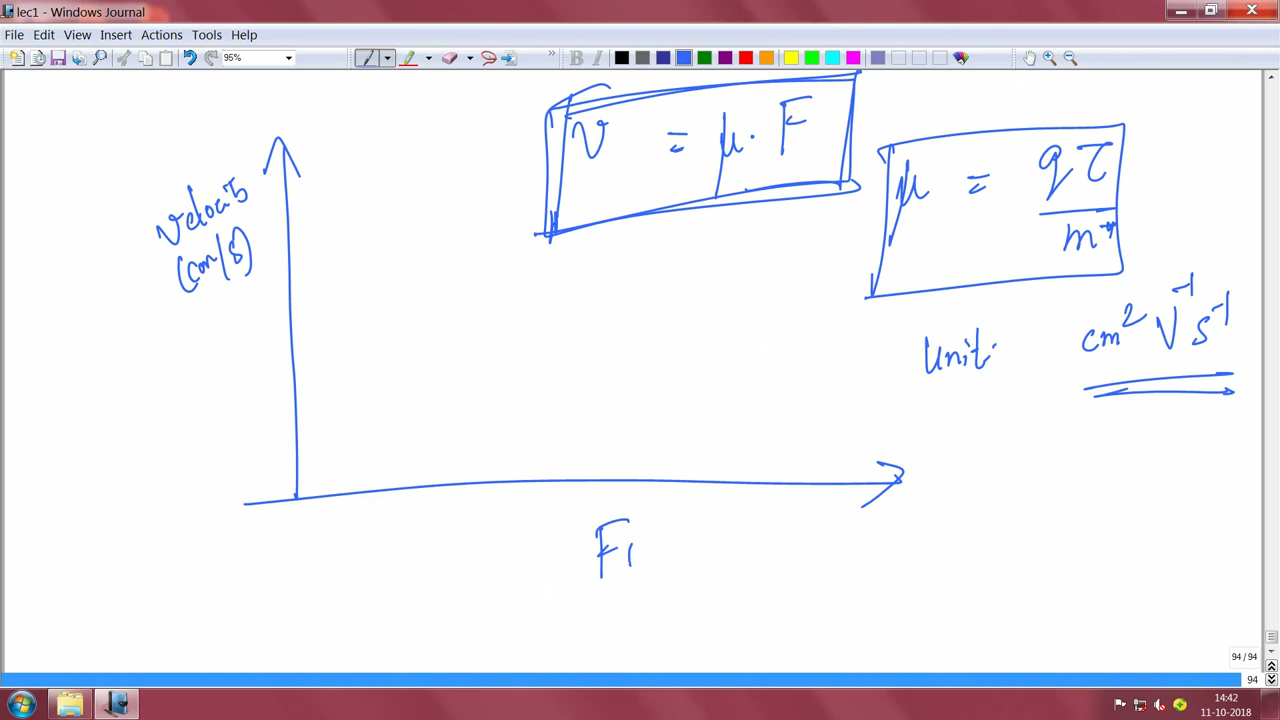 lec1 - Windows Journal
File Edit View Insert Actions Tools Help
95%
v = μ · F
μ = qτ / m*
Velocity
(cm/s)
Unit: cm² V⁻¹ s⁻¹
Fi
94 / 94
94
14:42
11-10-2018